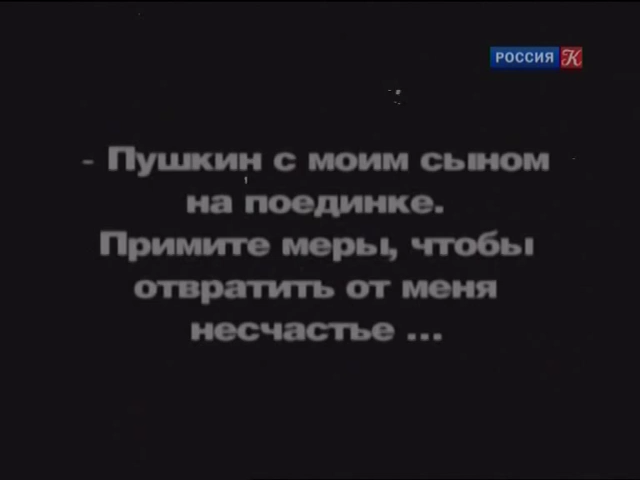 РОССИЯ К
- Пушкин с моим сыном
на поединке.
Примите меры, чтобы
отвратить от меня
несчастье ...